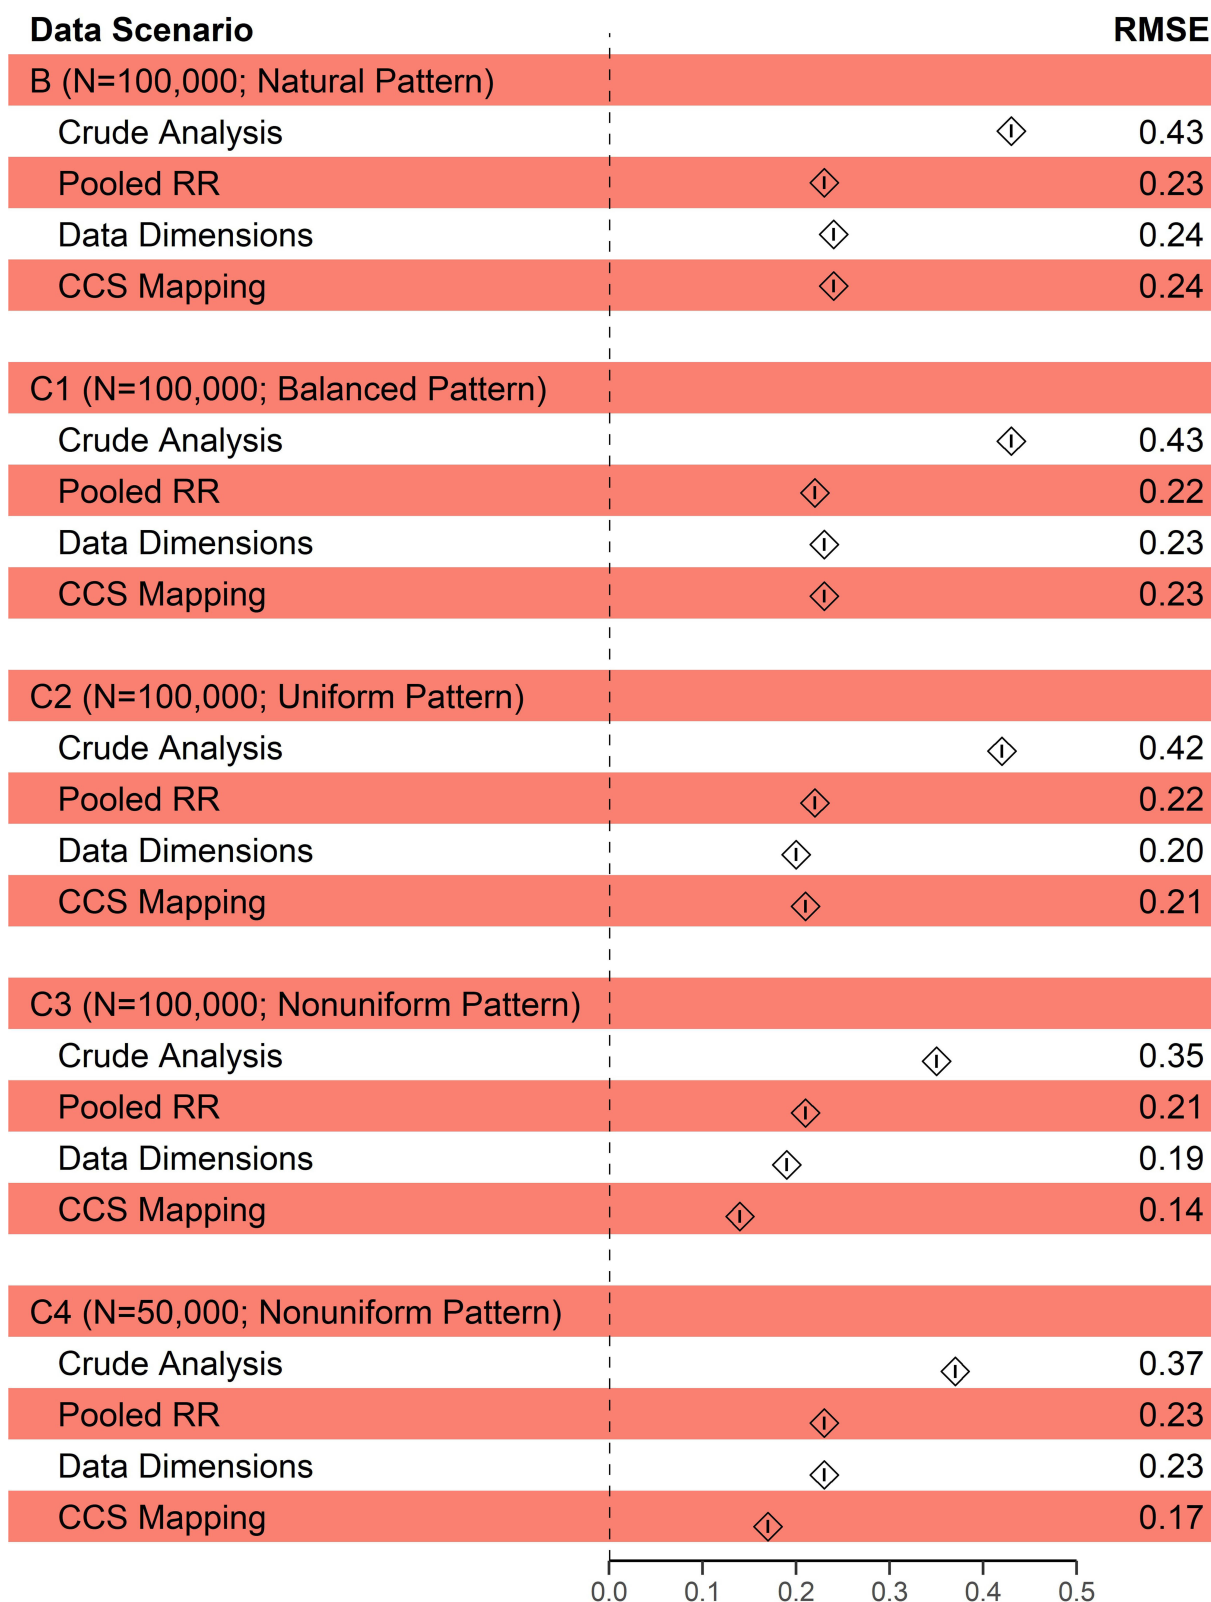 Data Scenario RMSE
B (N=100,000; Natural Pattern)
Crude Analysis 0.43
Pooled RR 0.23
Data Dimensions 0.24
CCS Mapping 0.24
C1 (N=100,000; Balanced Pattern)
Crude Analysis 0.43
Pooled RR 0.22
Data Dimensions 0.23
CCS Mapping 0.23
C2 (N=100,000; Uniform Pattern)
Crude Analysis 0.42
Pooled RR 0.22
Data Dimensions 0.20
CCS Mapping 0.21
C3 (N=100,000; Nonuniform Pattern)
Crude Analysis 0.35
Pooled RR 0.21
Data Dimensions 0.19
CCS Mapping 0.14
C4 (N=50,000; Nonuniform Pattern)
Crude Analysis 0.37
Pooled RR 0.23
Data Dimensions 0.23
CCS Mapping 0.17
0.0 0.1 0.2 0.3 0.4 0.5